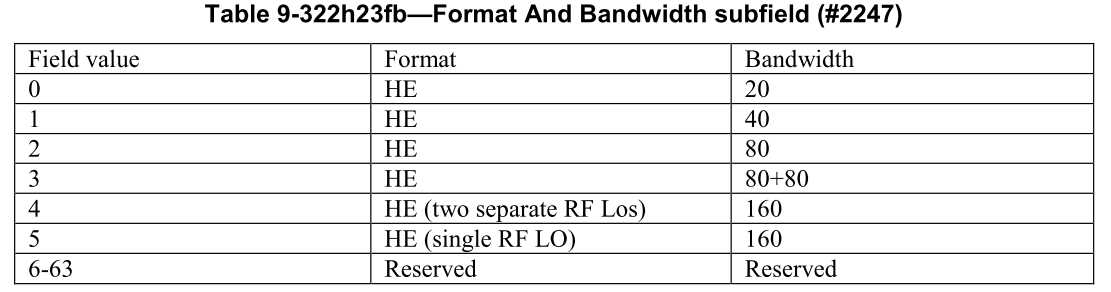 Table 9-322h23fb—Format And Bandwidth subfield (#2247)
Field value Format Bandwidth
0 HE 20
1 HE 40
2 HE 80
3 HE 80+80
4 HE (two separate RF Los) 160
5 HE (single RF LO) 160
6-63 Reserved Reserved